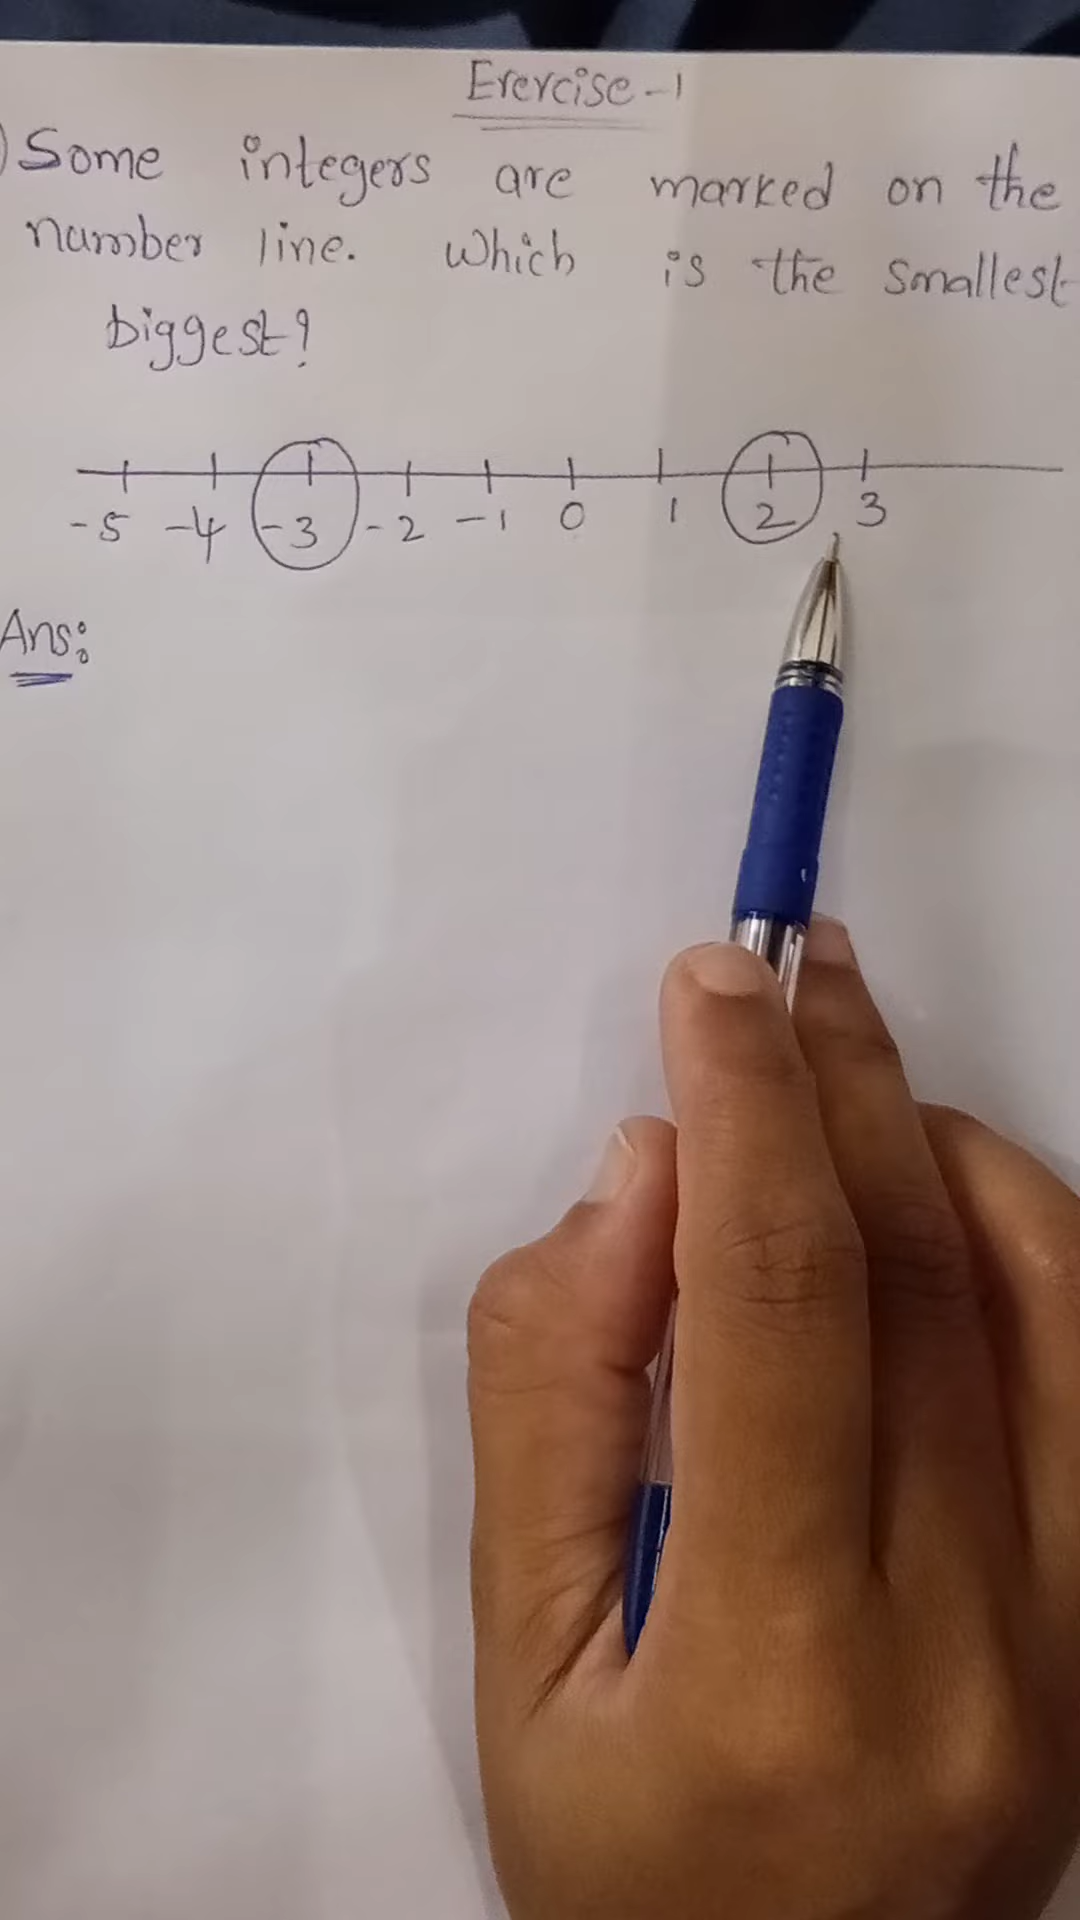 Exercise-1
) Some integers are marked on the
number line. Which is the smallest
biggest?
-5 -4 -3 -2 -1 0 1 2 3
Ans: